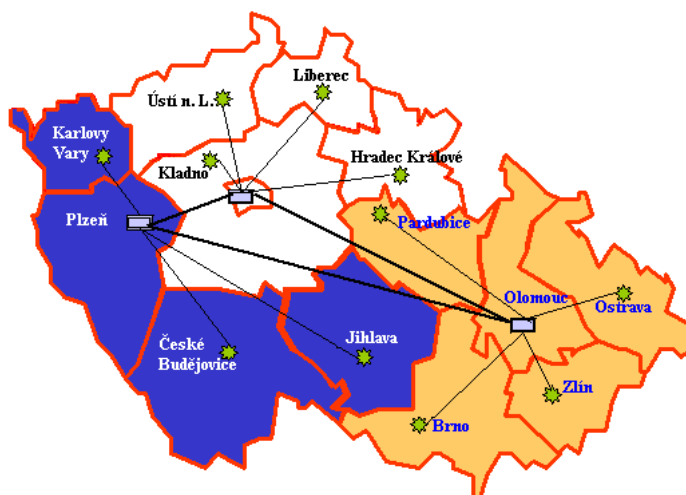 Liberec
Ústí n. L.
Karlovy
Vary
Kladno
Hradec Králové
Plzeň
Pardubice
Olomouc
Ostrava
České
Budějovice
Jihlava
Zlín
Brno